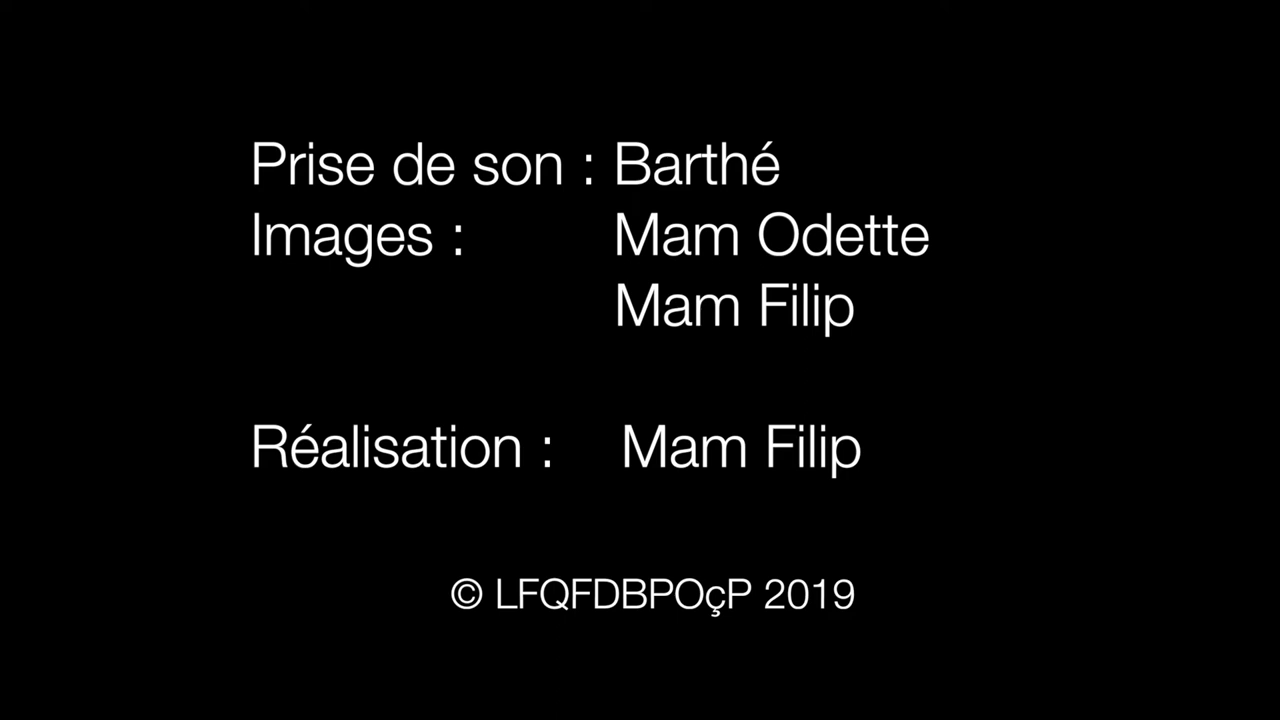 Prise de son : Barthé
Images : Mam Odette
Mam Filip
Réalisation : Mam Filip
© LFQFDBPOçP 2019